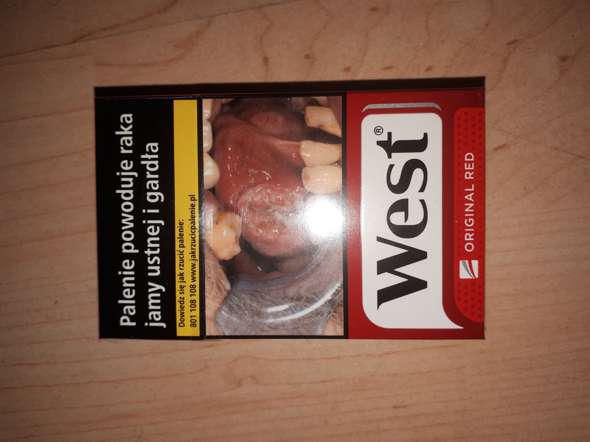 Palenie powoduje raka
jamy ustnej i gardła
Dowiedz się jak rzucić palenie:
801 108 108 www.jakrzucicpalenie.pl
West®
ORIGINAL RED